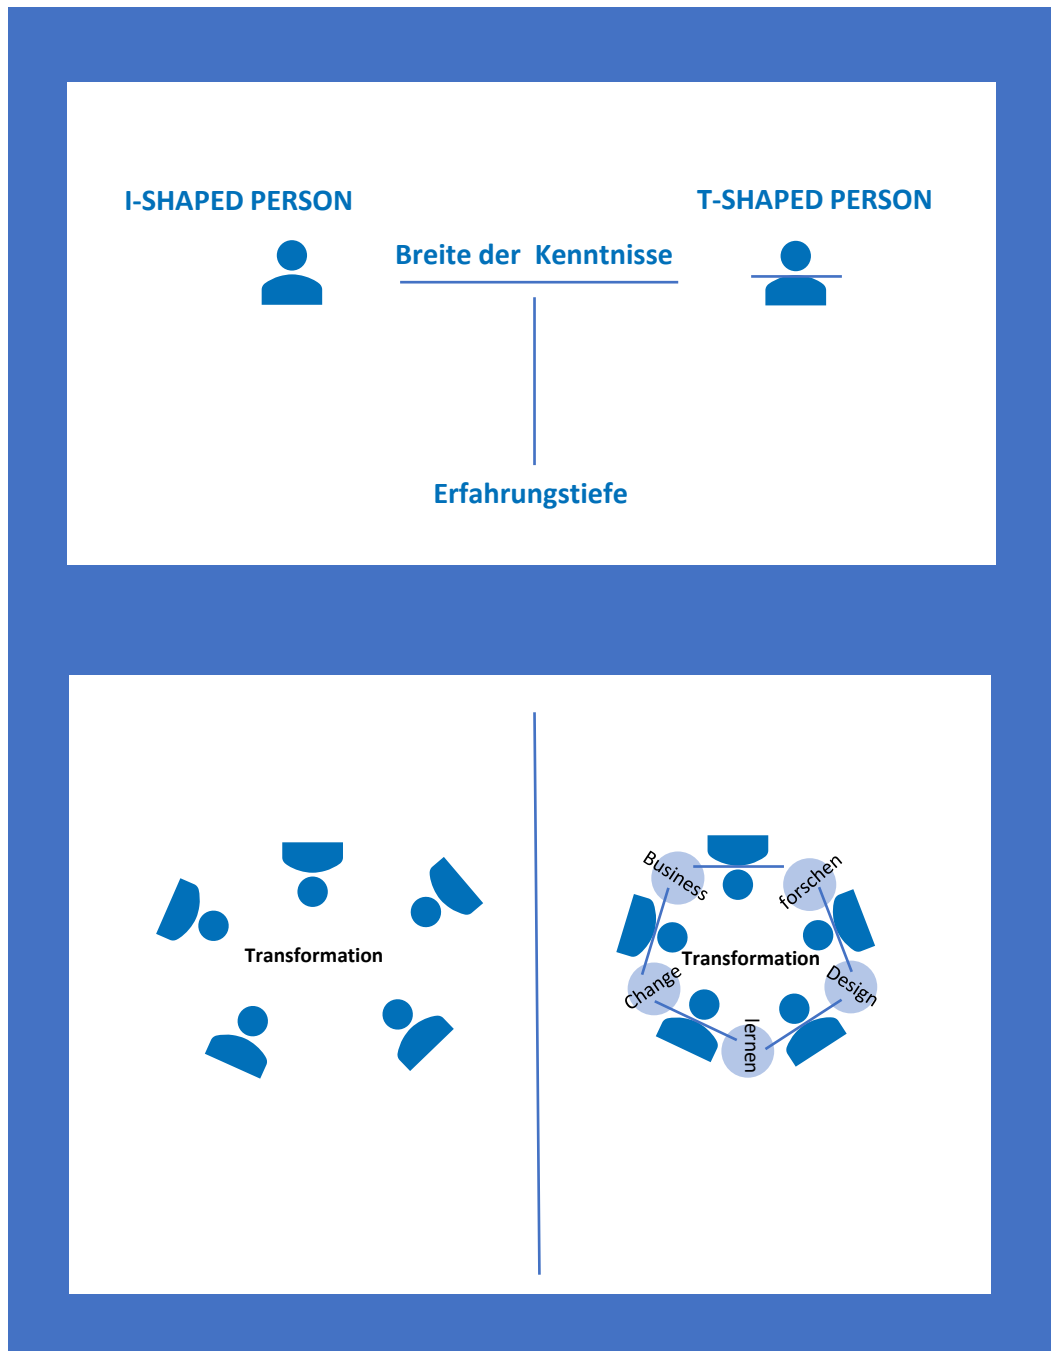 I-SHAPED PERSON
T-SHAPED PERSON
Breite der  Kenntnisse
Erfahrungstiefe
Transformation
Business
forschen
Transformation
Change
Design
lernen